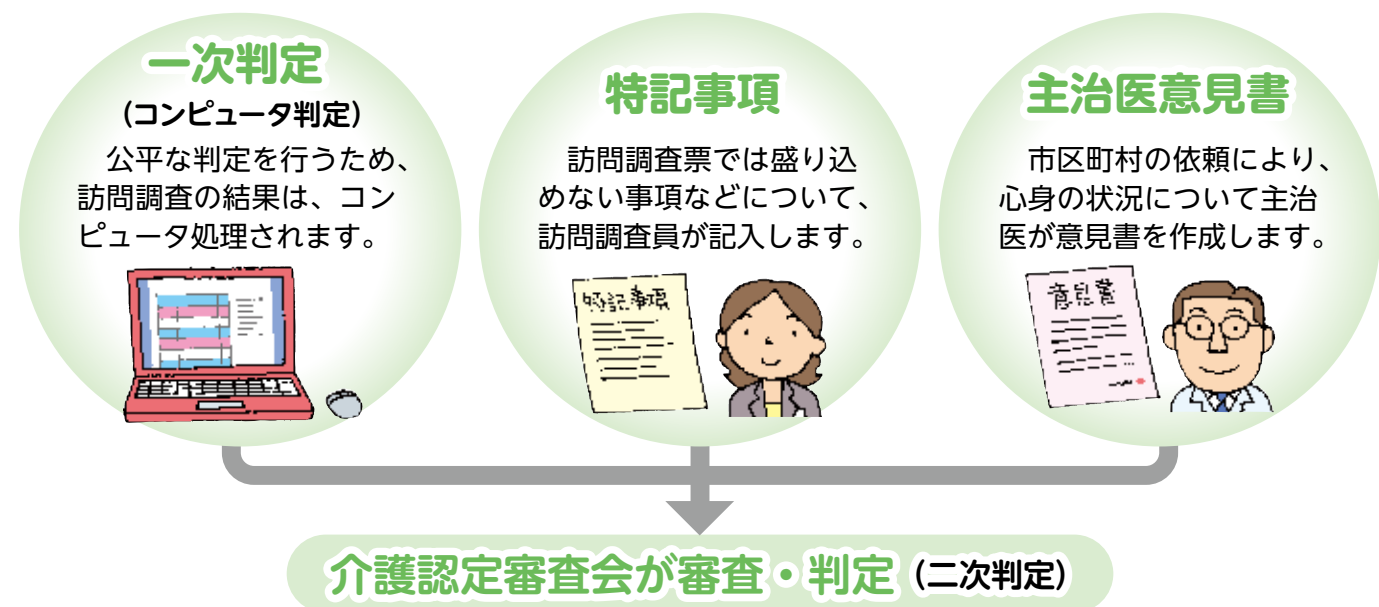 一次判定
（コンピュータ判定）
公平な判定を行うため、
訪問調査の結果は、コン
ピュータ処理されます。
特記事項
訪問調査票では盛り込
めない事項などについて、
訪問調査員が記入します。
特記事項
主治医意見書
市区町村の依頼により、
心身の状況について主治
医が意見書を作成します。
意見書
介護認定審査会が審査・判定（二次判定）